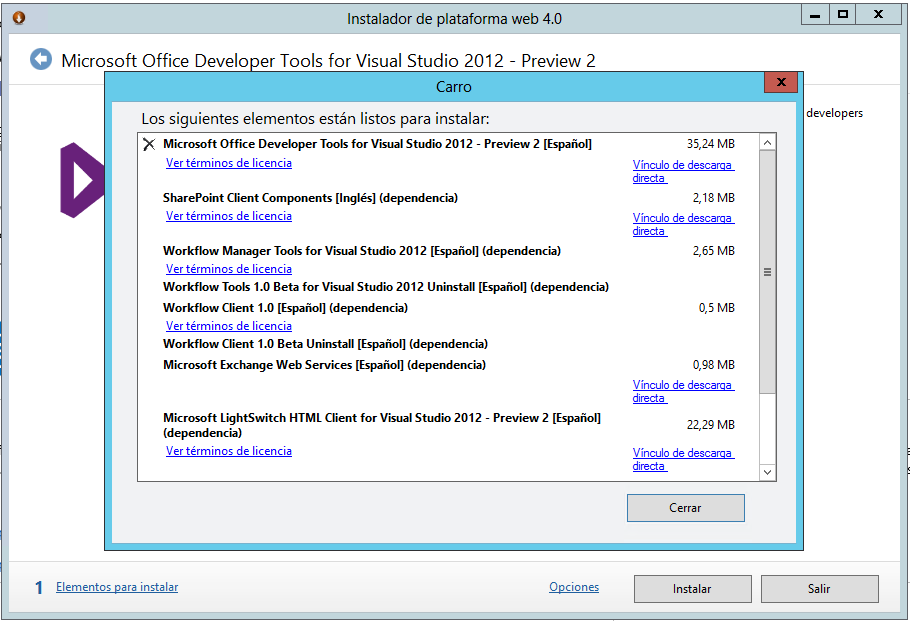 Instalador de plataforma web 4.0
Microsoft Office Developer Tools for Visual Studio 2012 - Preview 2
developers
Carro
Los siguientes elementos están listos para instalar:
Microsoft Office Developer Tools for Visual Studio 2012 - Preview 2 [Español] 35,24 MB
Ver términos de licencia
Vínculo de descarga
directa
SharePoint Client Components [Inglés] (dependencia) 2,18 MB
Ver términos de licencia
Vínculo de descarga
directa
Workflow Manager Tools for Visual Studio 2012 [Español] (dependencia) 2,65 MB
Ver términos de licencia
Workflow Tools 1.0 Beta for Visual Studio 2012 Uninstall [Español] (dependencia)
Workflow Client 1.0 [Español] (dependencia) 0,5 MB
Ver términos de licencia
Workflow Client 1.0 Beta Uninstall [Español] (dependencia)
Microsoft Exchange Web Services [Español] (dependencia) 0,98 MB
Vínculo de descarga
directa
Microsoft LightSwitch HTML Client for Visual Studio 2012 - Preview 2 [Español]
(dependencia) 22,29 MB
Ver términos de licencia
Vínculo de descarga
directa
Cerrar
1 Elementos para instalar Opciones Instalar Salir